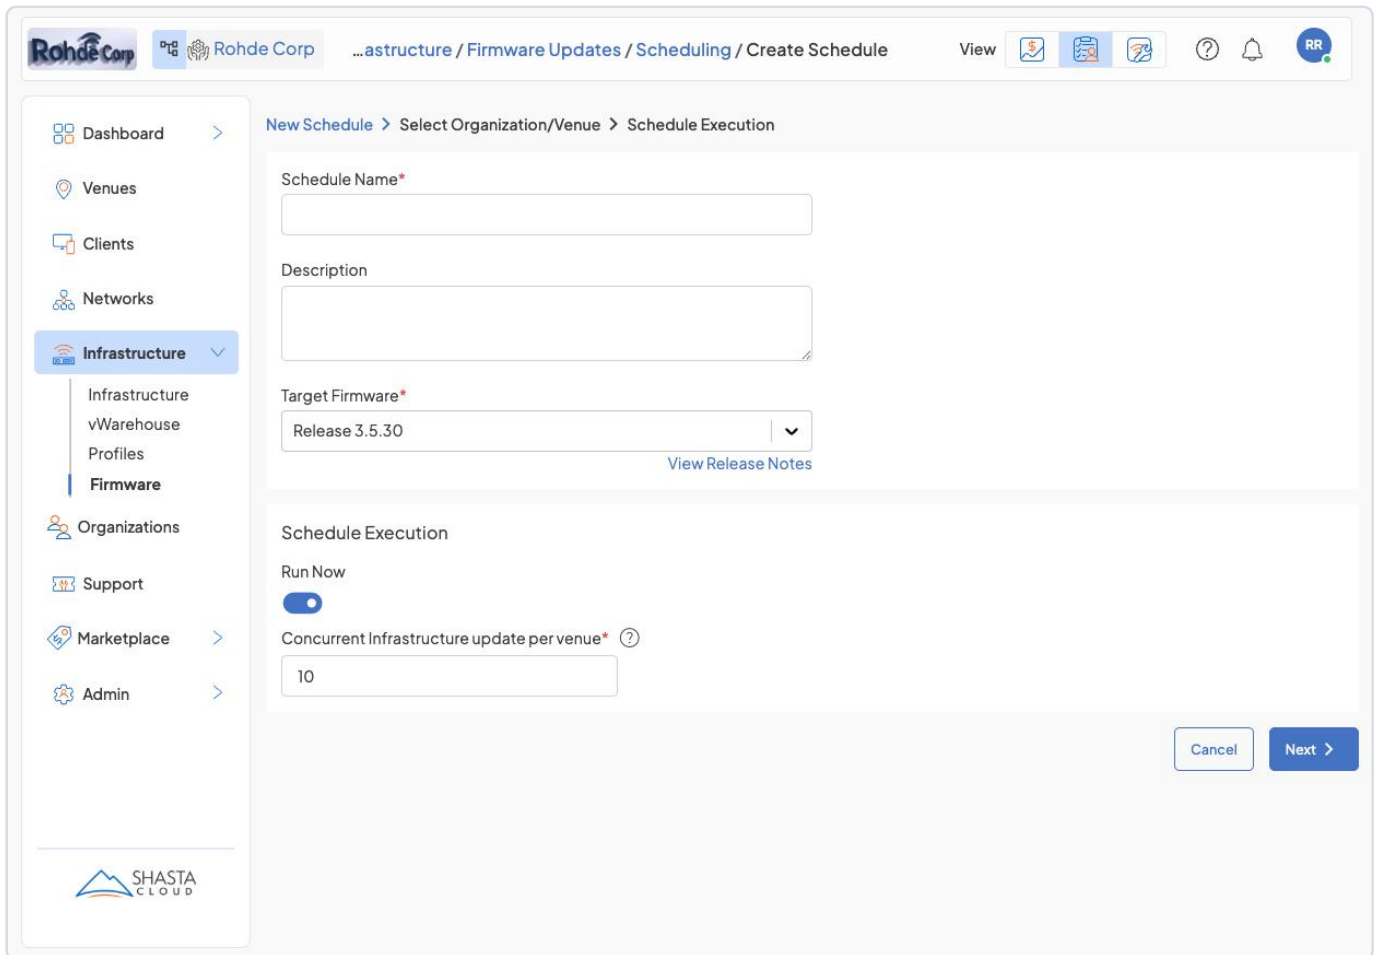 Rohde Corp
Rohde Corp
...astructure / Firmware Updates / Scheduling / Create Schedule
View
RR
Dashboard
Venues
Clients
Networks
Infrastructure
Infrastructure
vWarehouse
Profiles
Firmware
Organizations
Support
Marketplace
Admin
SHASTA
CLOUD
New Schedule > Select Organization/Venue > Schedule Execution
Schedule Name*
Description
Target Firmware*
Release 3.5.30
View Release Notes
Schedule Execution
Run Now
Concurrent Infrastructure update per venue* ?
10
Cancel
Next >